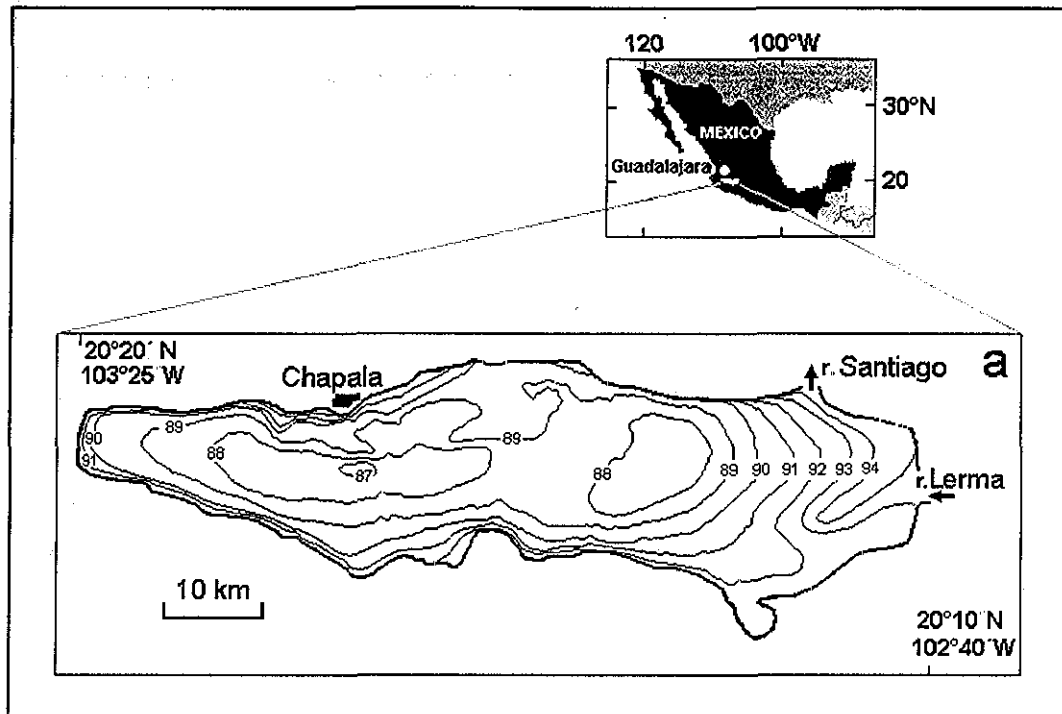 120 100°W
30°N
MEXICO
Guadalajara
20
20°20´ N
103°25´´ W
Chapala
a
r. Santiago
r. Lerma
90
91
89
88
87
89
88
89
90
91
92
93
94
10 km
20°10´´ N
102°40´´ W